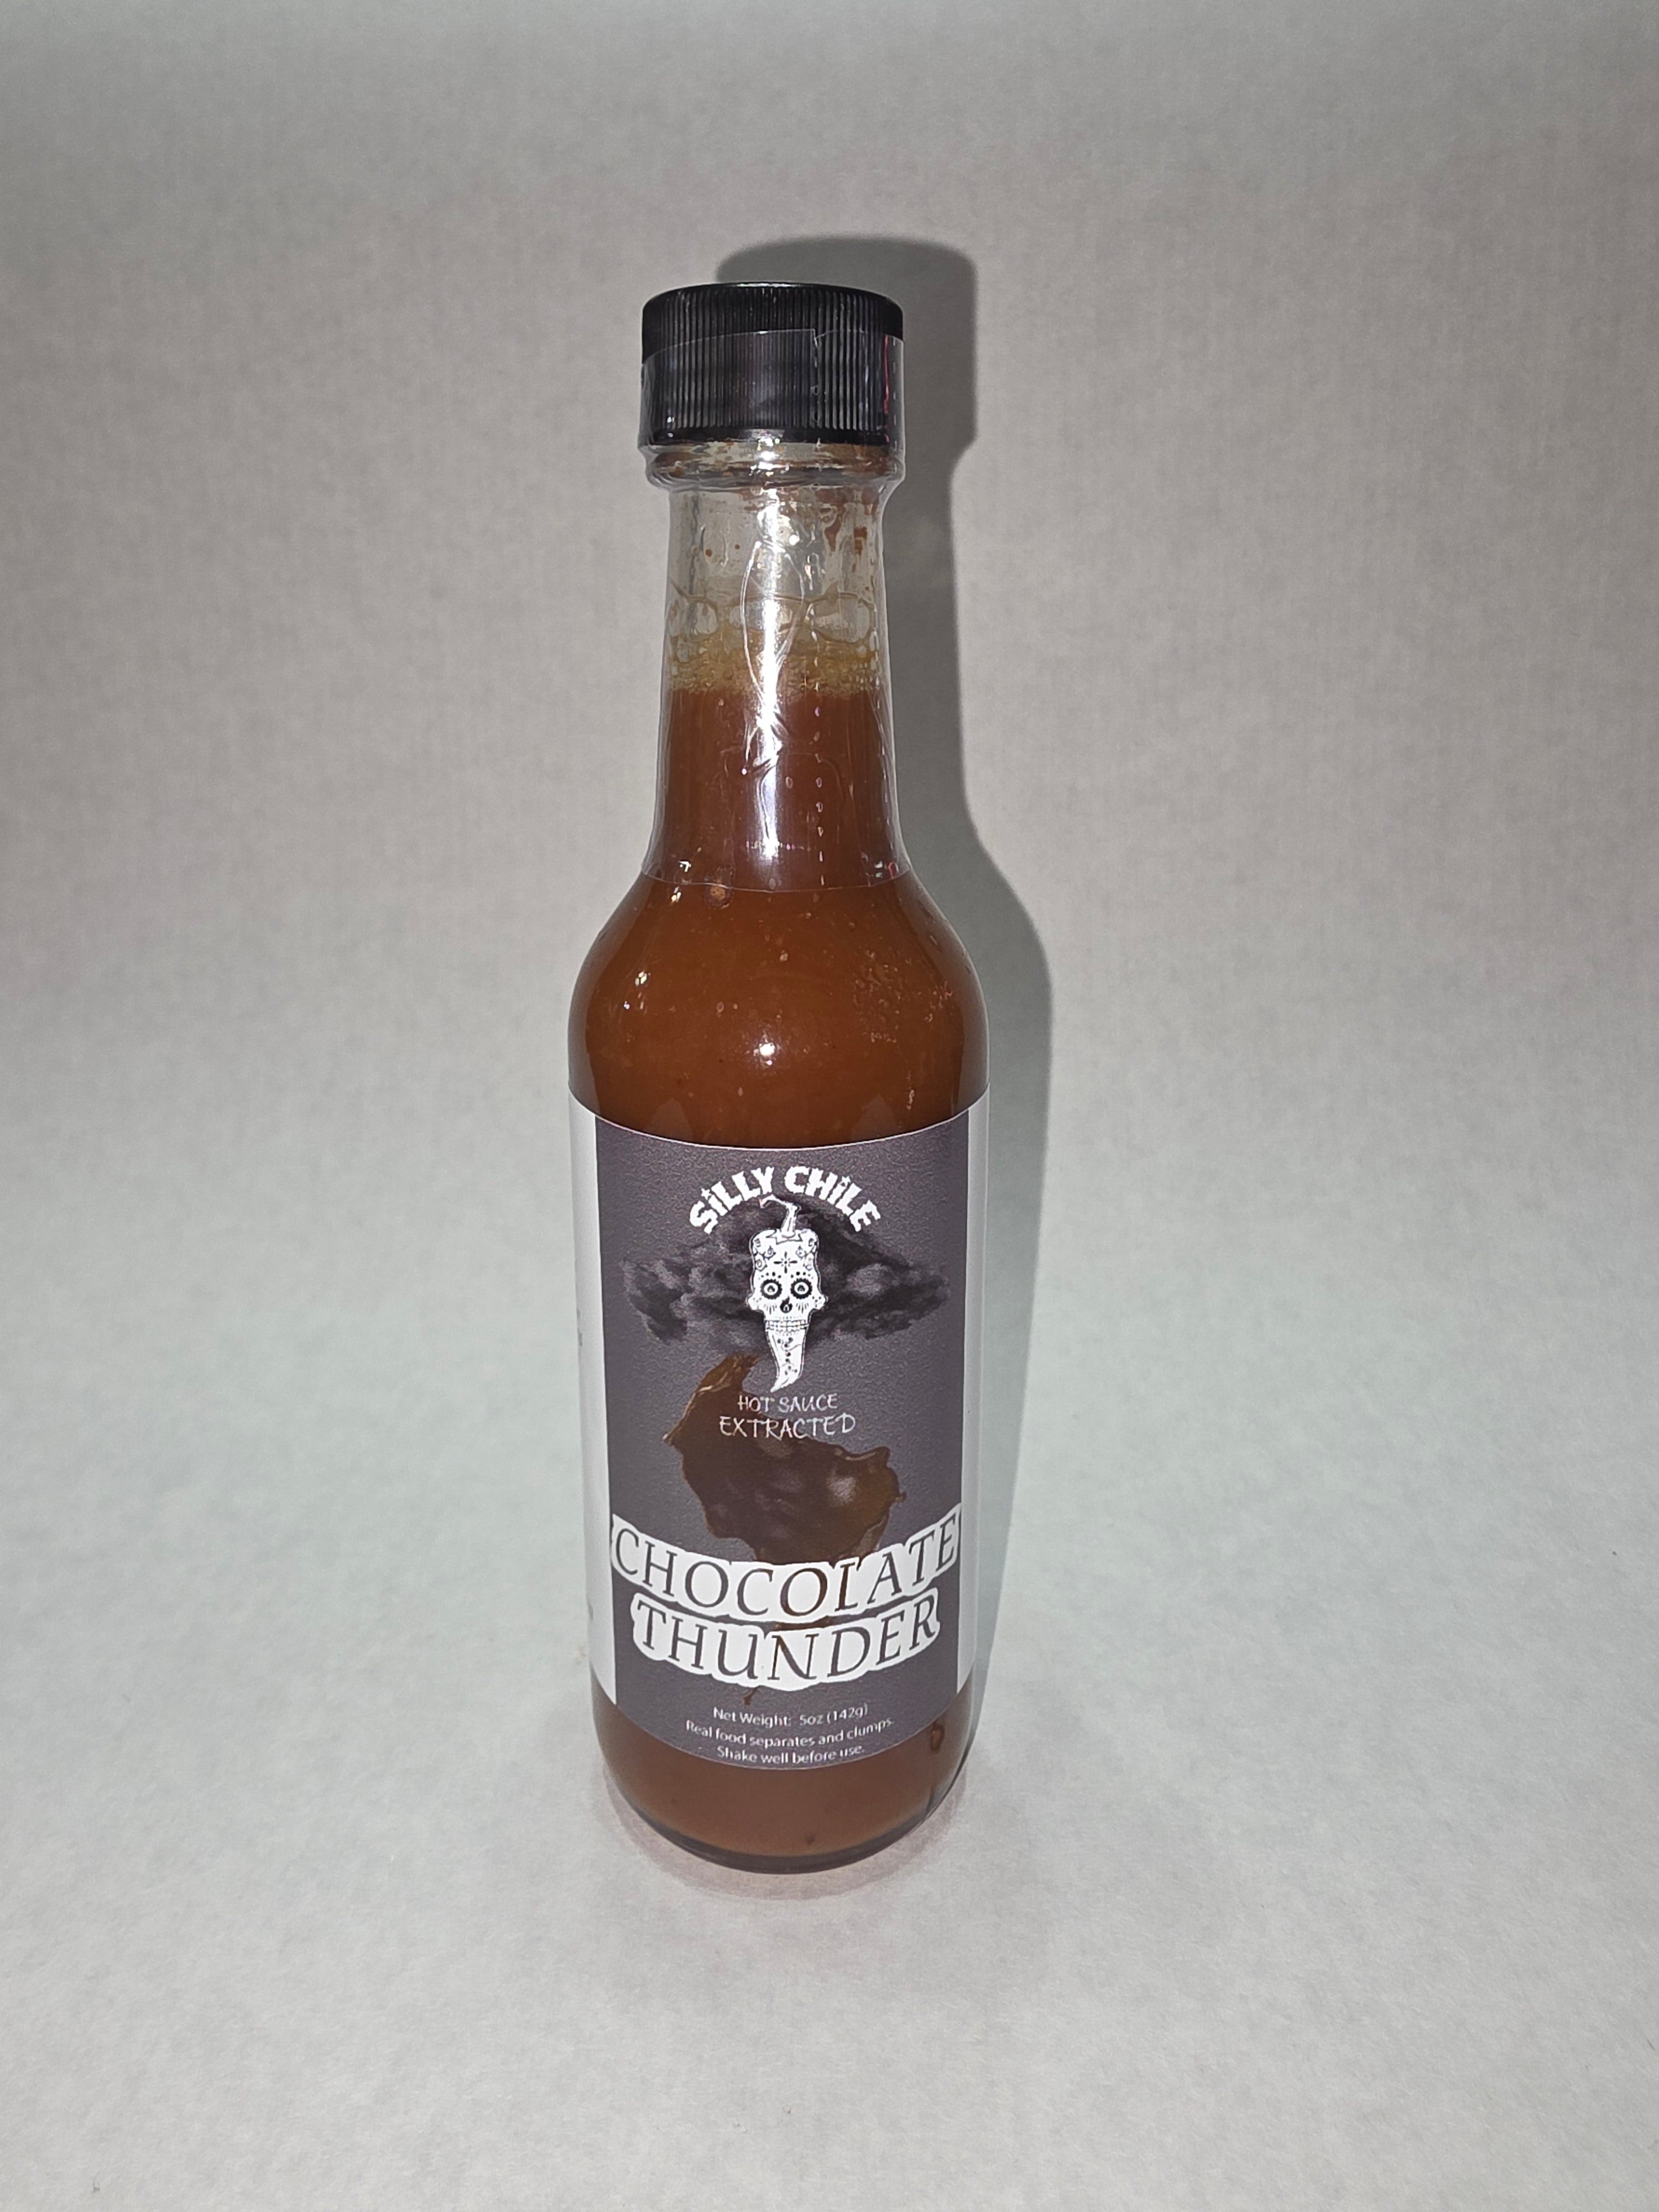 SiLLY CHiLE
HOT SAUCE
EXTRACTED
CHOCOLATE
THUNDER
Net Weight: 5oz (142g)
Real food separates and clumps.
Shake well before use.